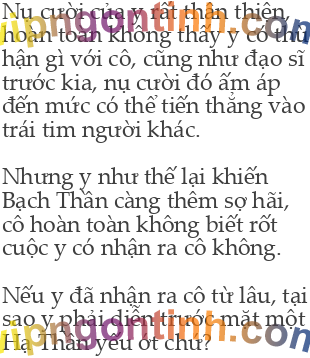 Nụ cười của y rất thân thiện,
hoàn toàn không thấy y có thù
hận gì với cô, cũng như đạo sĩ
trước kia, nụ cười đó ấm áp
đến mức có thể tiến thẳng vào
trái tim người khác.
Nhưng y như thế lại khiến
Bạch Thần càng thêm sợ hãi,
cô hoàn toàn không biết rốt
cuộc y có nhận ra cô không.
Nếu y đã nhận ra cô từ lâu, tại
sao y phải diễn trước mặt một
Hạ Thần yếu ớt chứ?
vipngontinh.com
vipngontinh.com